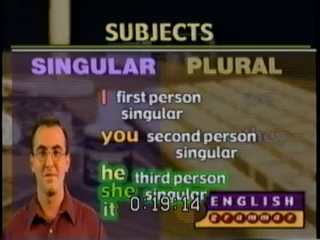 SUBJECTS
SINGULAR PLURAL
I first person
singular
you second person
singular
he third person
she singular
it 0:19:14
ENGLISH
grammar